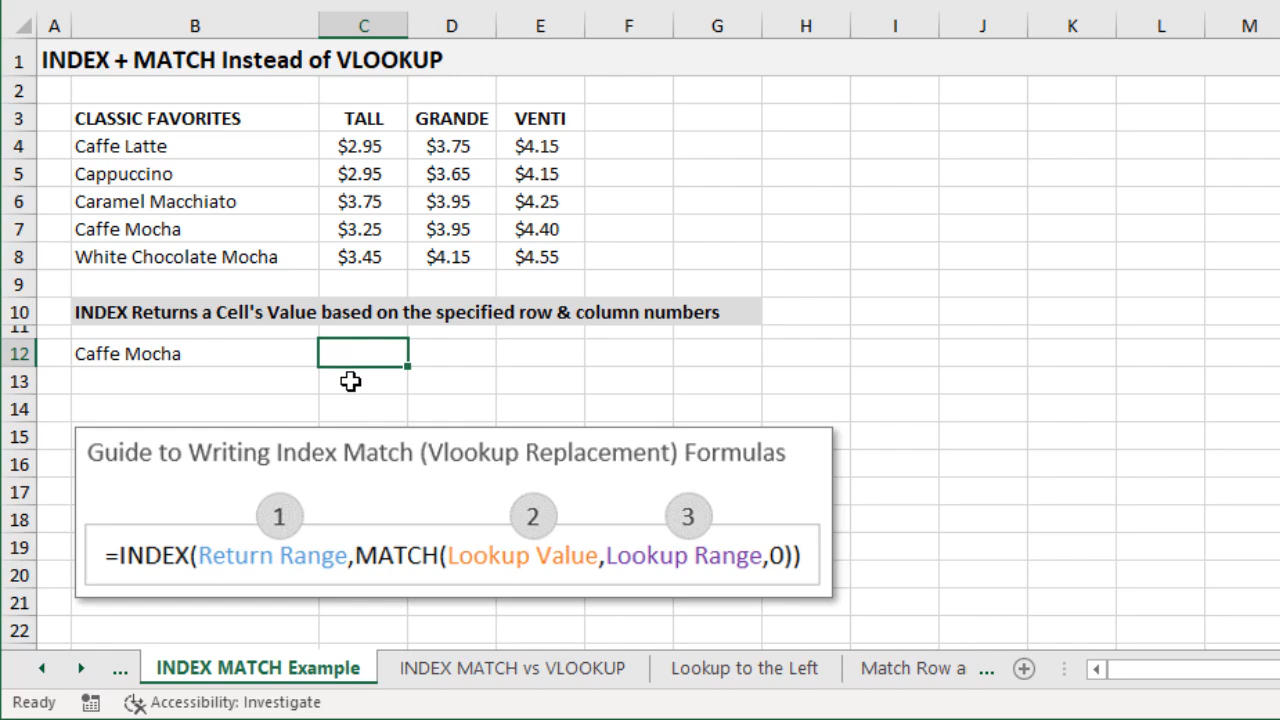 A B C D E F G H I J K L M
1 INDEX + MATCH Instead of VLOOKUP
2
3 CLASSIC FAVORITES TALL GRANDE VENTI
4 Caffe Latte $2.95 $3.75 $4.15
5 Cappuccino $2.95 $3.65 $4.15
6 Caramel Macchiato $3.75 $3.95 $4.25
7 Caffe Mocha $3.25 $3.95 $4.40
8 White Chocolate Mocha $3.45 $4.15 $4.55
9
10 INDEX Returns a Cell's Value based on the specified row & column numbers
11
12 Caffe Mocha
13
14
15
Guide to Writing Index Match (Vlookup Replacement) Formulas
16
17
18
1 2 3
19
=INDEX(Return Range,MATCH(Lookup Value,Lookup Range,0))
20
21
22
... INDEX MATCH Example INDEX MATCH vs VLOOKUP Lookup to the Left Match Row a ...
Ready Accessibility: Investigate